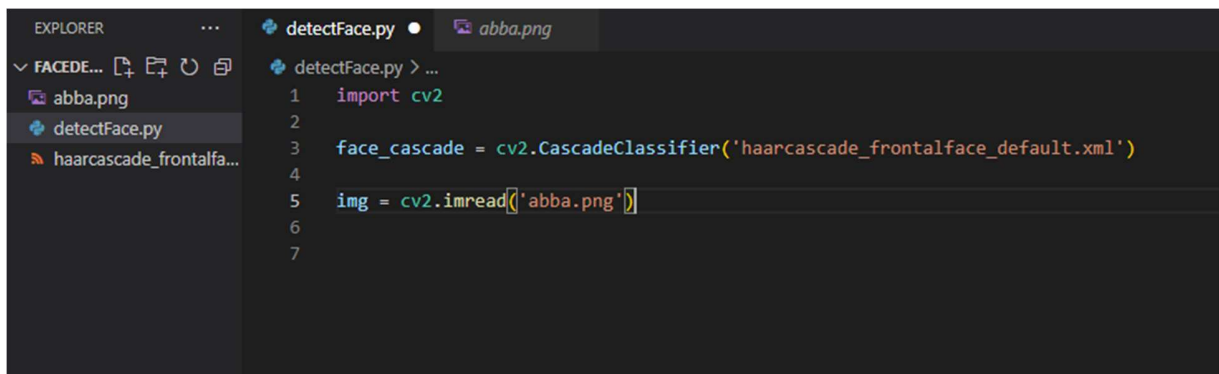 EXPLORER ...
FACEDE...
abba.png
detectFace.py
haarcascade_frontalfa...
detectFace.py abba.png
detectFace.py > ...
1 import cv2
2
3 face_cascade = cv2.CascadeClassifier('haarcascade_frontalface_default.xml')
4
5 img = cv2.imread('abba.png')
6
7